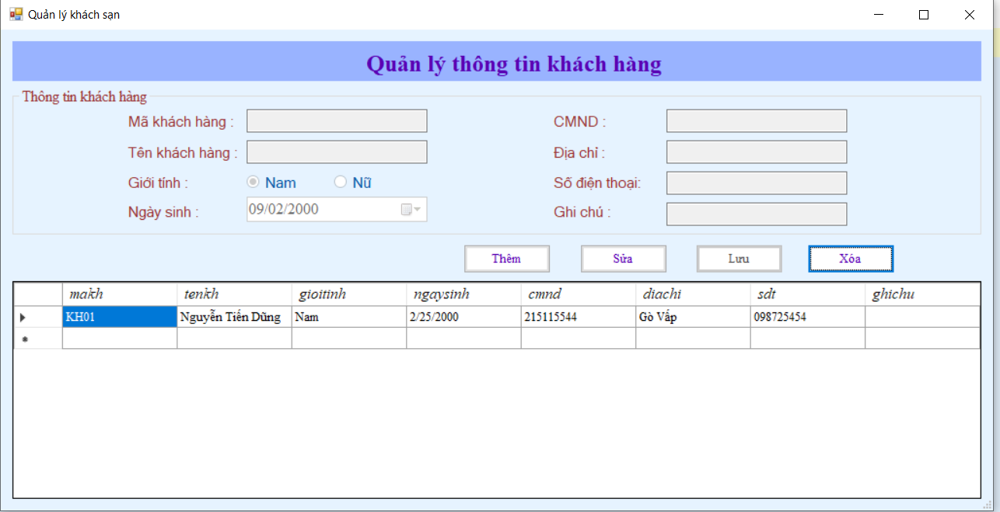 Quản lý khách sạn
Quản lý thông tin khách hàng
Thông tin khách hàng
Mã khách hàng : CMND :
Tên khách hàng : Địa chỉ :
Giới tính : Nam Nữ Số điện thoại:
Ngày sinh : 09/02/2000 Ghi chú :
Thêm Sửa Lưu Xóa
makh tenkh gioitinh ngaysinh cmnd diachi sdt ghichu
KH01 Nguyễn Tiến Dũng Nam 2/25/2000 215115544 Gò Vấp 098725454